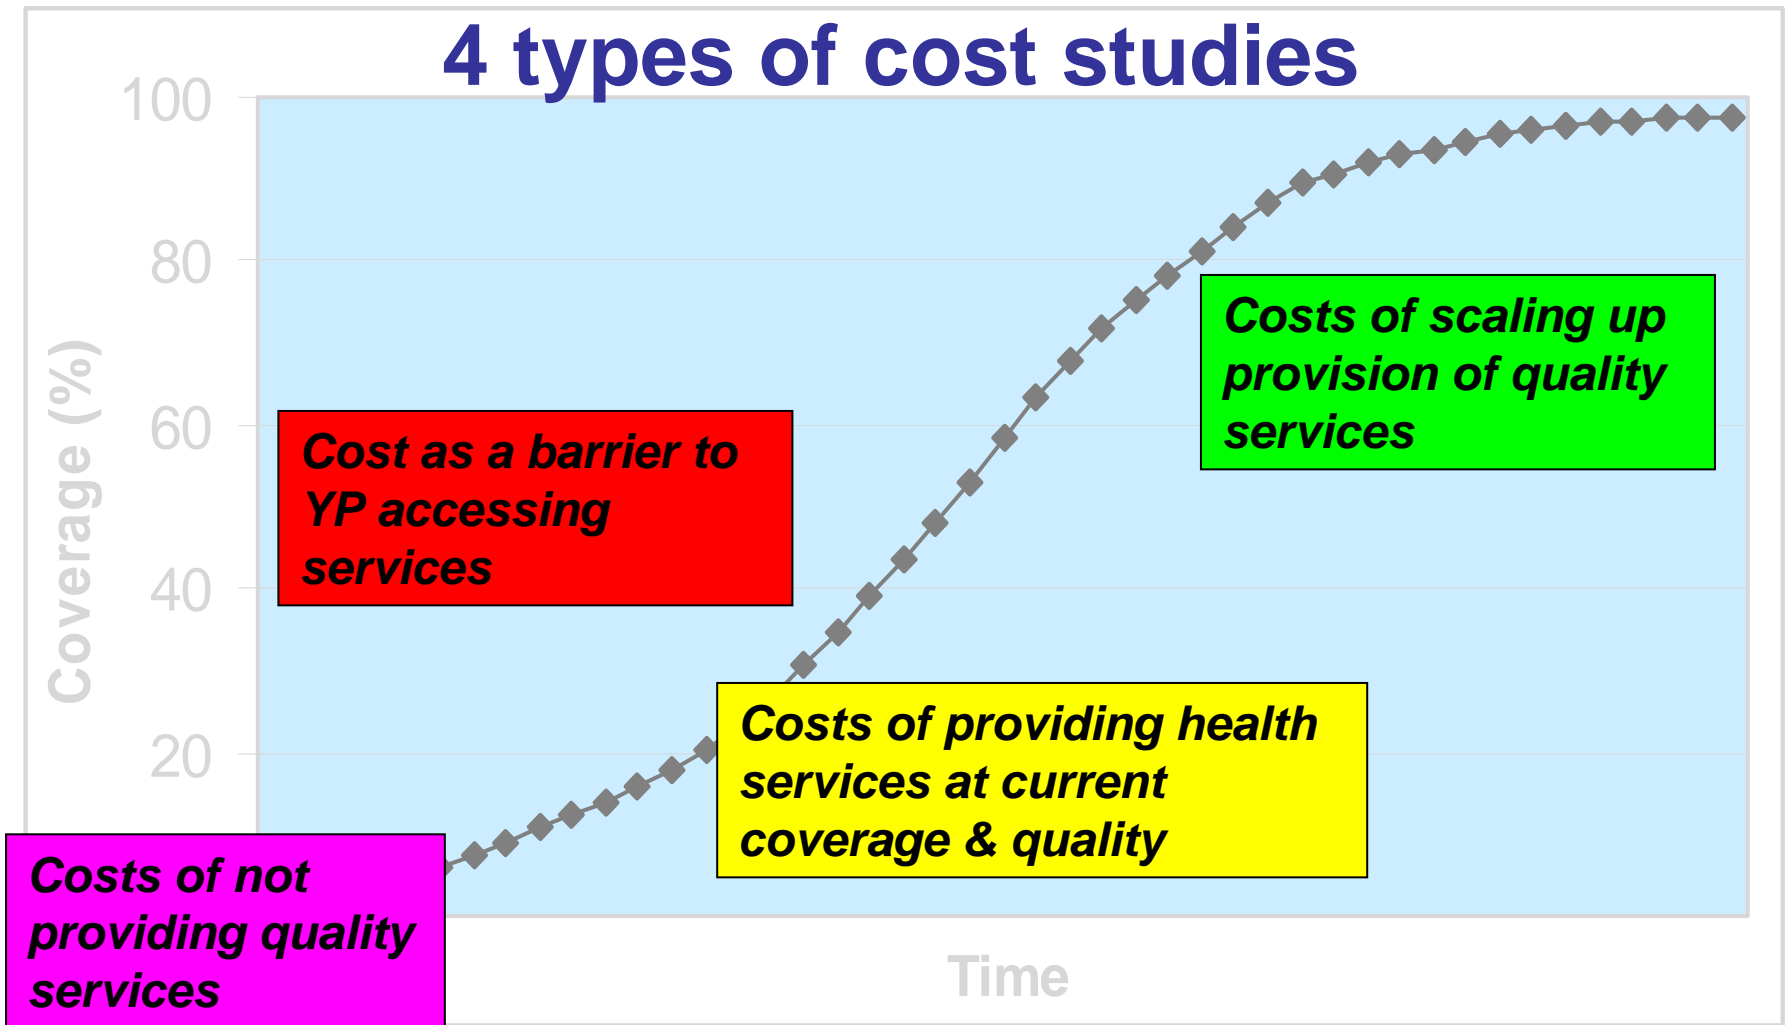 4 types of cost studies
100
80
60
40
20
Coverage (%)
Cost as a barrier to
YP accessing
services
Costs of scaling up
provision of quality
services
Costs of providing health
services at current
coverage & quality
Costs of not
providing quality
services
Time